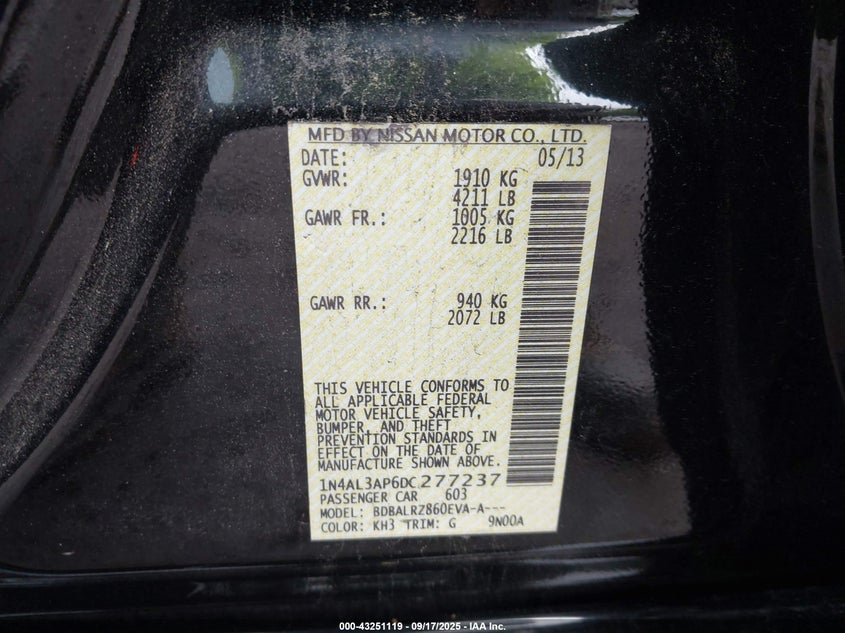 MFD BY NISSAN MOTOR CO., LTD.
DATE: 05/13
GVWR: 1910 KG
4211 LB
GAWR FR.: 1005 KG
2216 LB
GAWR RR.: 940 KG
2072 LB
THIS VEHICLE CONFORMS TO
ALL APPLICABLE FEDERAL
MOTOR VEHICLE SAFETY,
BUMPER, AND THEFT
PREVENTION STANDARDS IN
EFFECT ON THE DATE OF
MANUFACTURE SHOWN ABOVE.
1N4AL3AP6DC277237
PASSENGER CAR 603
MODEL: BDBALRZ860EVA-A---
COLOR: KH3 TRIM: G 9N00A
000-43251119 - 09/17/2025 - IAA Inc.